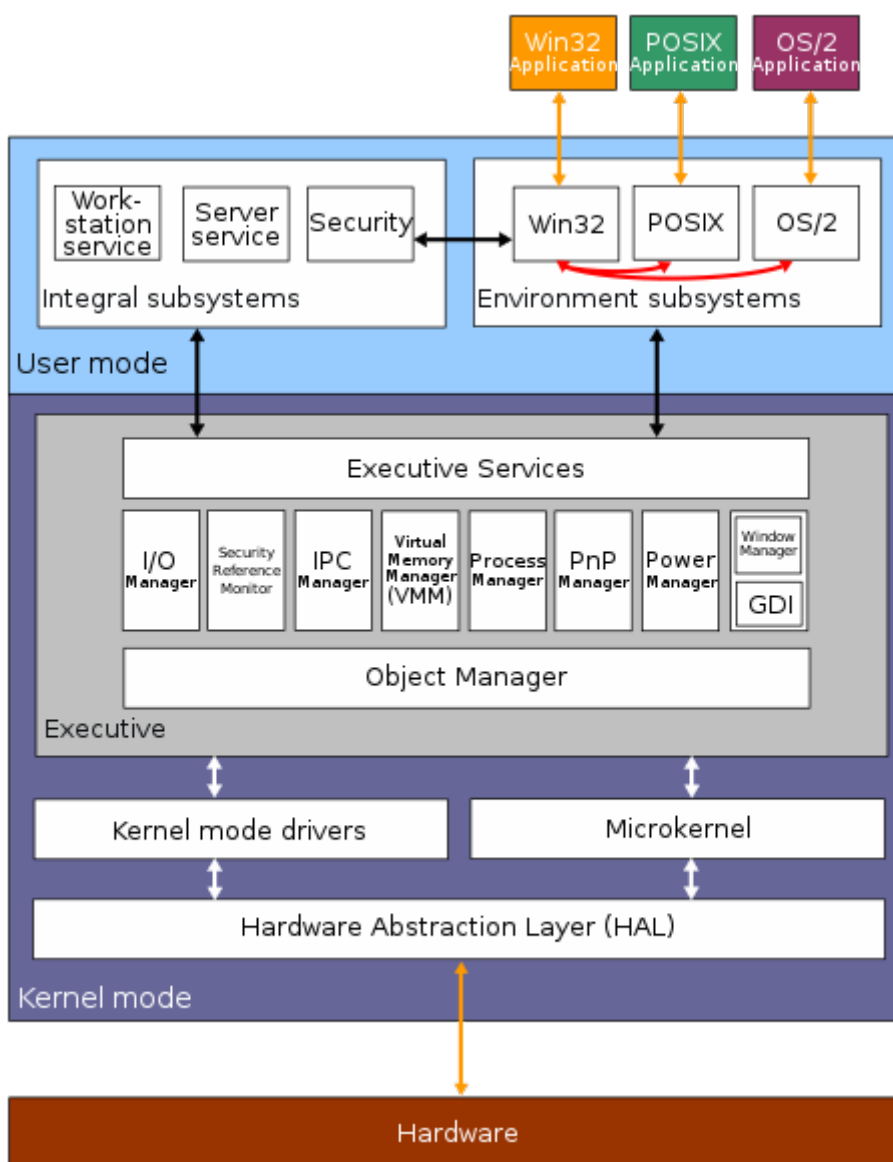 Win32
Application
POSIX
Application
OS/2
Application
Work-
station
service
Server
service
Security
Integral subsystems
Win32
POSIX
OS/2
Environment subsystems
User mode
Executive Services
I/O
Manager
Security
Reference
Monitor
IPC
Manager
Virtual
Memory
Manager
(VMM)
Process
Manager
PnP
Manager
Power
Manager
Window
Manager
GDI
Object Manager
Executive
Kernel mode drivers
Microkernel
Hardware Abstraction Layer (HAL)
Kernel mode
Hardware